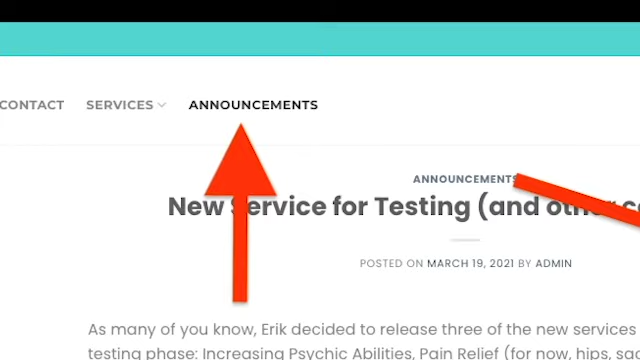 CONTACT SERVICES ANNOUNCEMENTS
ANNOUNCEMENTS
New Service for Testing (and other
POSTED ON MARCH 19, 2021 BY ADMIN
As many of you know, Erik decided to release three of the new services
testing phase: Increasing Psychic Abilities, Pain Relief (for now, hips,